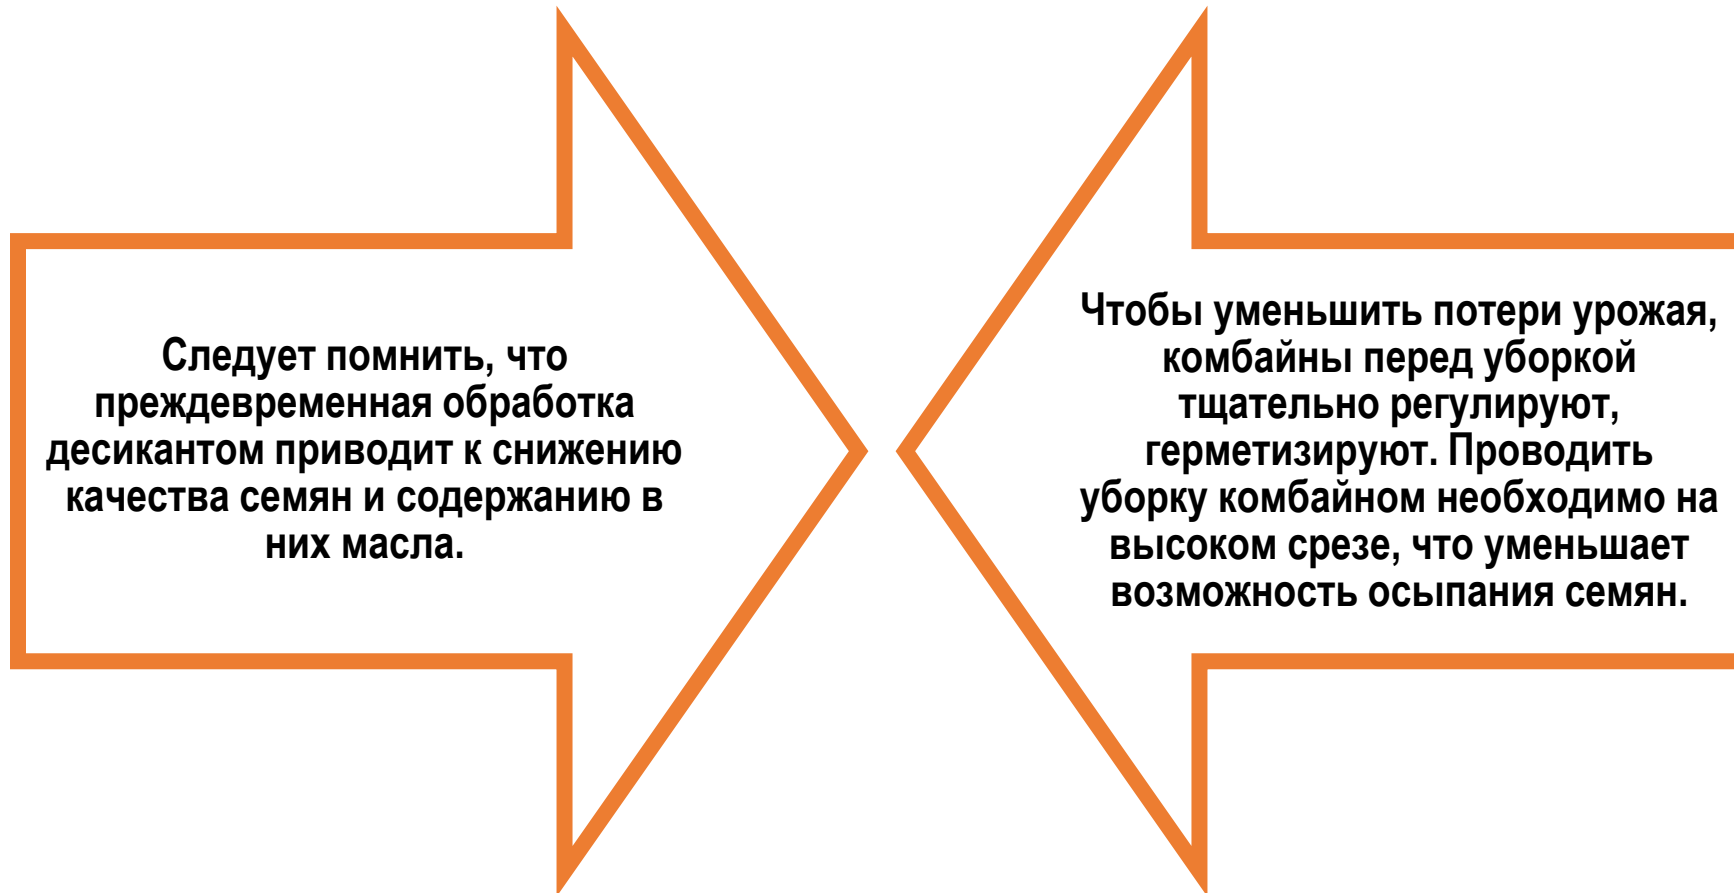 Следует помнить, что
преждевременная обработка
десикантом приводит к снижению
качества семян и содержанию в
них масла.
Чтобы уменьшить потери урожая,
комбайны перед уборкой
тщательно регулируют,
герметизируют. Проводить
уборку комбайном необходимо на
высоком срезе, что уменьшает
возможность осыпания семян.